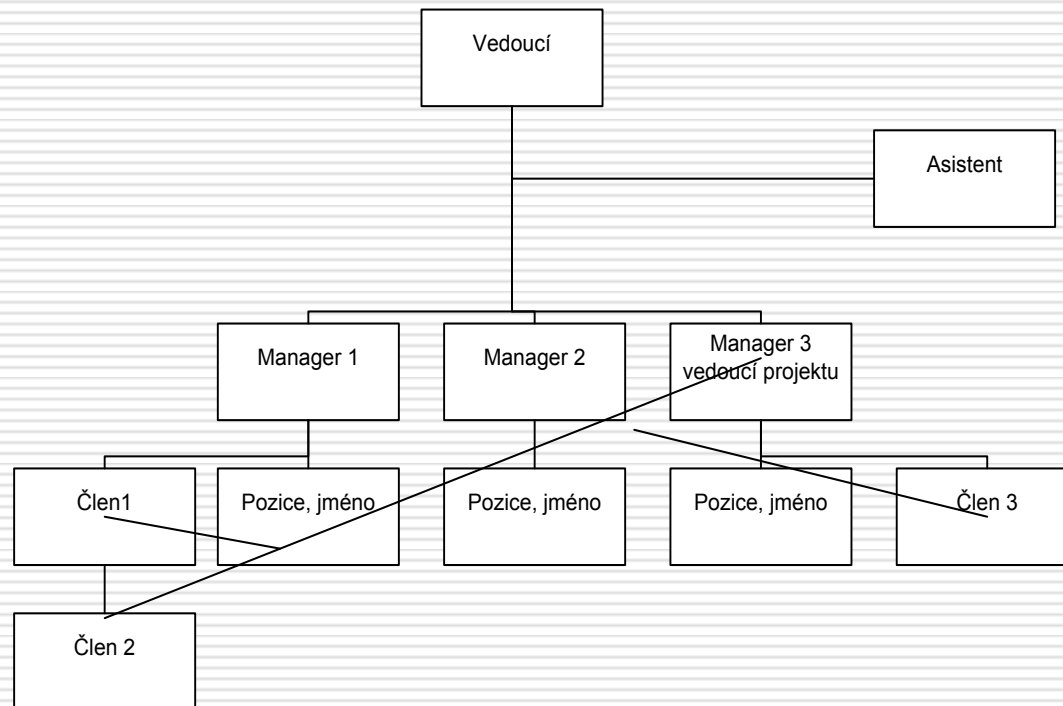 Vedoucí
Asistent
Manager 1
Manager 2
Manager 3
vedoucí projektu
Člen1
Pozice, jméno
Pozice, jméno
Pozice, jméno
Člen 3
Člen 2